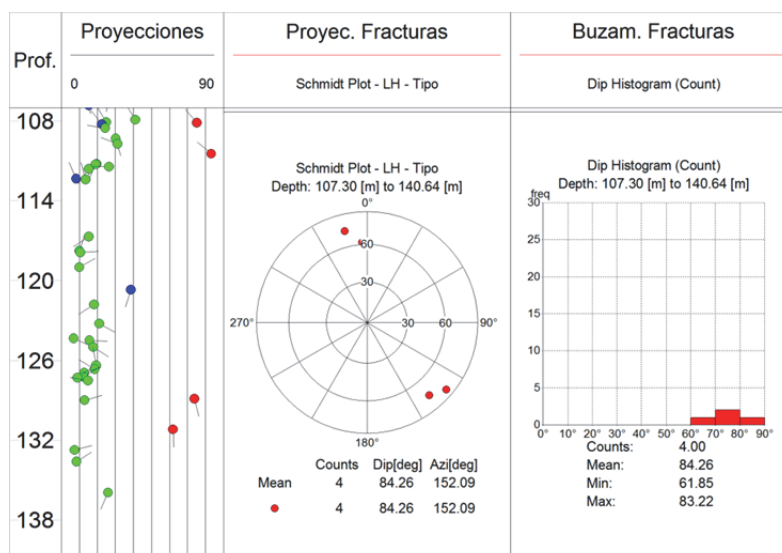 Prof.
Proyecciones
0 90
108
114
120
126
132
138
Proyec. Fracturas
Schmidt Plot - LH - Tipo
Schmidt Plot - LH - Tipo
Depth: 107.30 [m] to 140.64 [m]
0°
60
30
270° 30 60 90°
180°
Counts Dip[deg] Azi[deg]
Mean 4 84.26 152.09
4 84.26 152.09
Buzam. Fracturas
Dip Histogram (Count)
Dip Histogram (Count)
Depth: 107.30 [m] to 140.64 [m]
freq
30
25
20
15
10
5
0
0° 10° 20° 30° 40° 50° 60° 70° 80° 90°
Counts: 4.00
Mean: 84.26
Min: 61.85
Max: 83.22